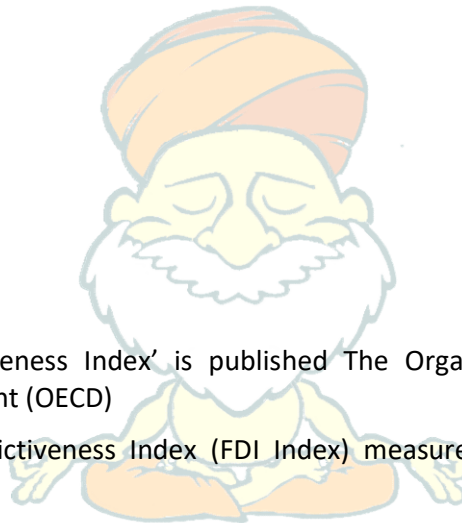 eness Index’ is published The Orga
nt (OECD)
ictiveness Index (FDI Index) measure